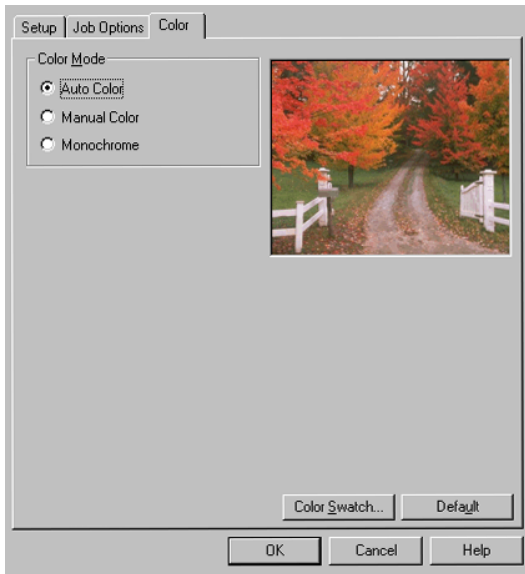 Setup Job Options Color
Color Mode
Auto Color
Manual Color
Monochrome
Color Swatch... Default
OK Cancel Help